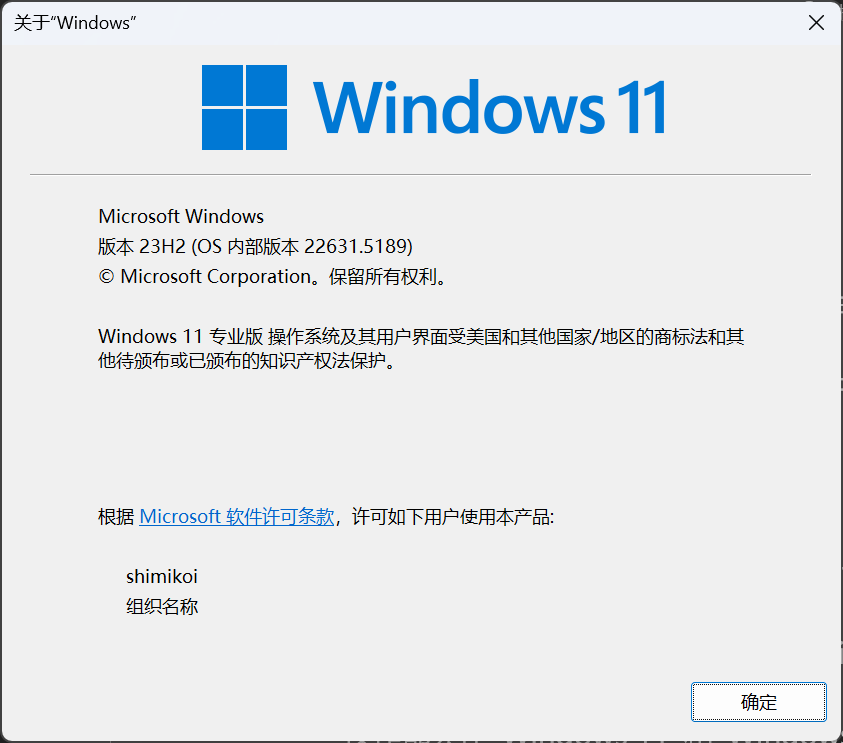 关于“Windows”
Windows 11
Microsoft Windows
版本 23H2 (OS 内部版本 22631.5189)
© Microsoft Corporation。保留所有权利。
Windows 11 专业版 操作系统及其用户界面受美国和其他国家/地区的商标法和其
他待颁布或已颁布的知识产权法保护。
根据 Microsoft 软件许可条款，许可如下用户使用本产品:
shimikoi
组织名称
确定